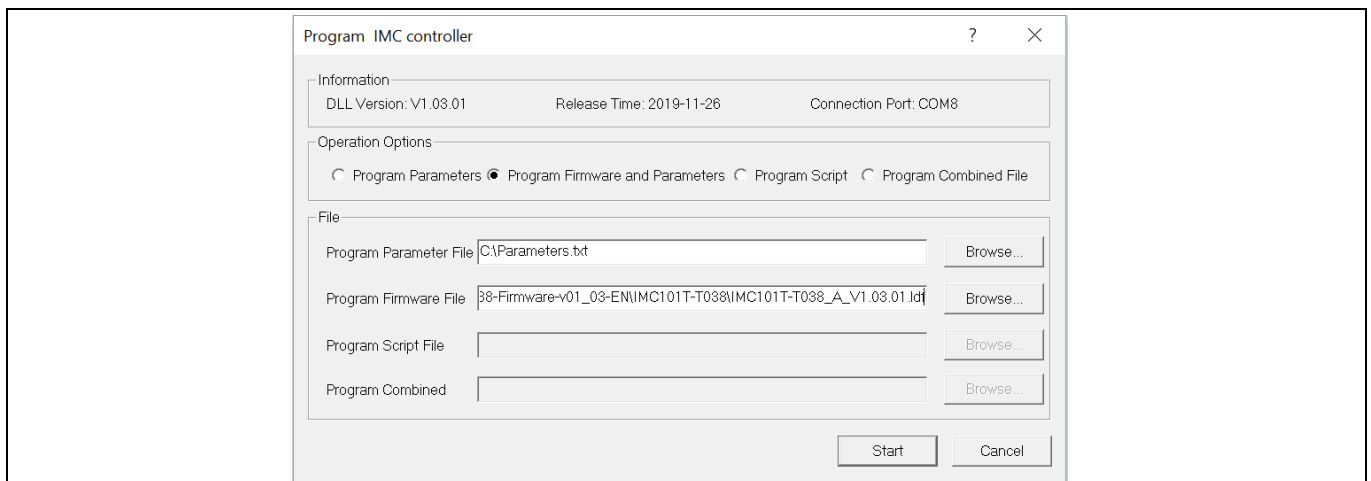 Program IMC controller ? ×
Information
DLL Version: V1.03.01 Release Time: 2019-11-26 Connection Port: COM8
Operation Options
Program Parameters Program Firmware and Parameters Program Script Program Combined File
File
Program Parameter File C:\Parameters.txt Browse...
Program Firmware File 38-Firmware-v01_03-EN\IMC101T-T038\IMC101T-T038_A_V1.03.01.ldf Browse...
Program Script File Browse...
Program Combined Browse...
Start Cancel